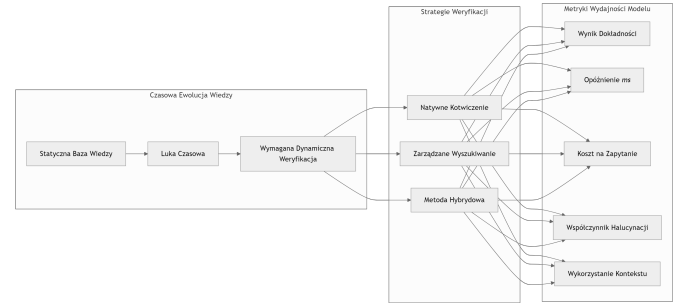 Czasowa Ewolucja Wiedzy
Statyczna Baza Wiedzy
Luka Czasowa
Wymagana Dynamiczna
Weryfikacja
Strategie Weryfikacji
Natywne Kotwiczenie
Zarządzane Wyszukiwanie
Metoda Hybrydowa
Metryki Wydajności Modelu
Wynik Dokładności
Opóźnienie ms
Koszt na Zapytanie
Współczynnik Halucynacji
Wykorzystanie Kontekstu